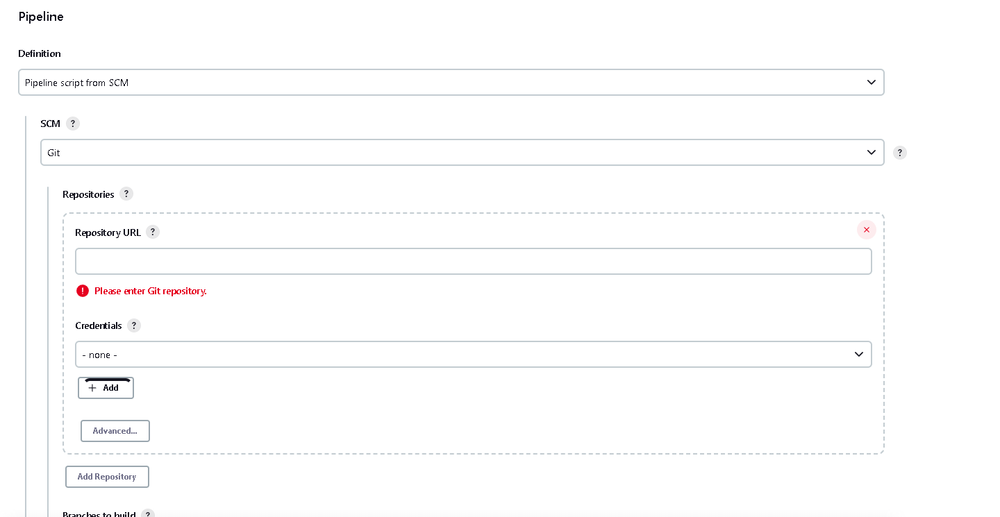 Pipeline
Definition
Pipeline script from SCM
SCM ?
Git
?
Repositories ?
Repository URL ?
Please enter Git repository.
Credentials ?
- none -
+ Add
Advanced...
Add Repository
Branches to build ?